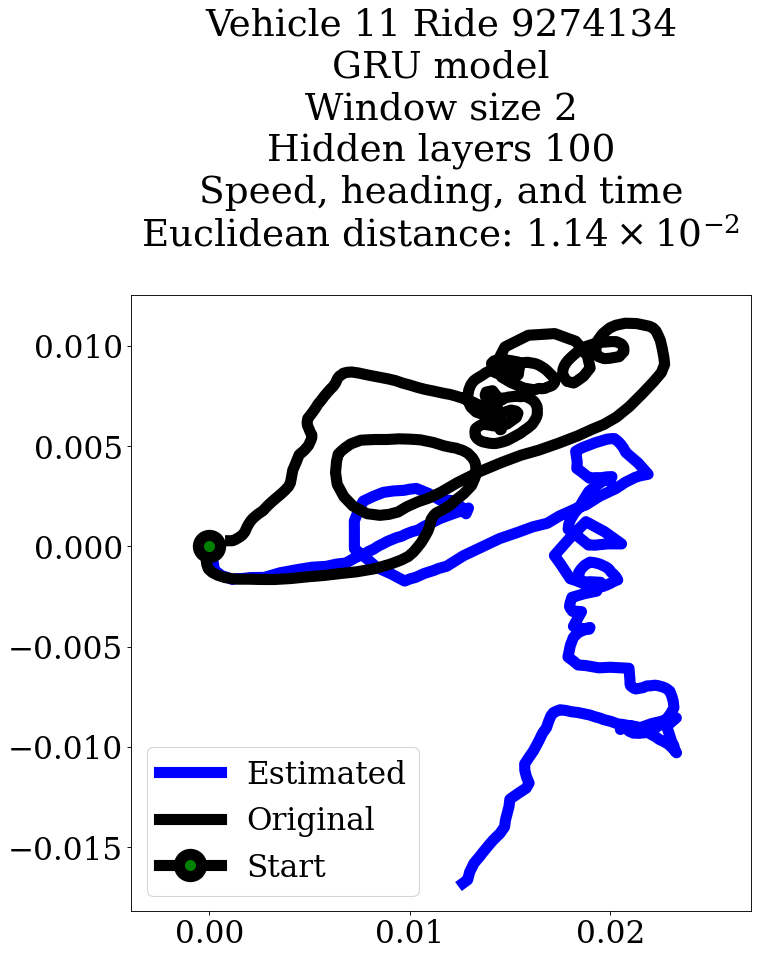 Vehicle 11 Ride 9274134
GRU model
Window size 2
Hidden layers 100
Speed, heading, and time
Euclidean distance: 1.14 × 10⁻²
0.010
0.005
0.000
−0.005
−0.010
−0.015
Estimated
Original
Start
0.00 0.01 0.02